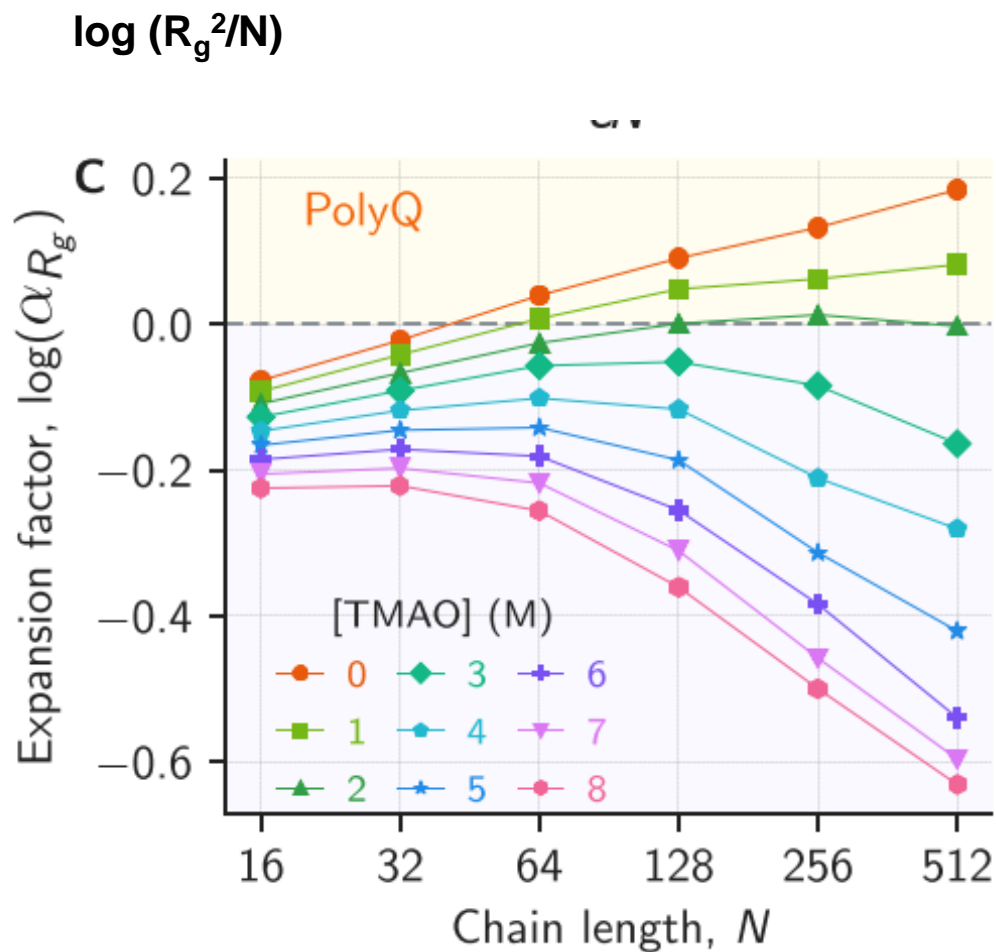 log (Rg²/N)
C
PolyQ
Expansion factor, log(αRg)
0.2
0.0
−0.2
−0.4
−0.6
[TMAO] (M)
0 3 6
1 4 7
2 5 8
16 32 64 128 256 512
Chain length, N